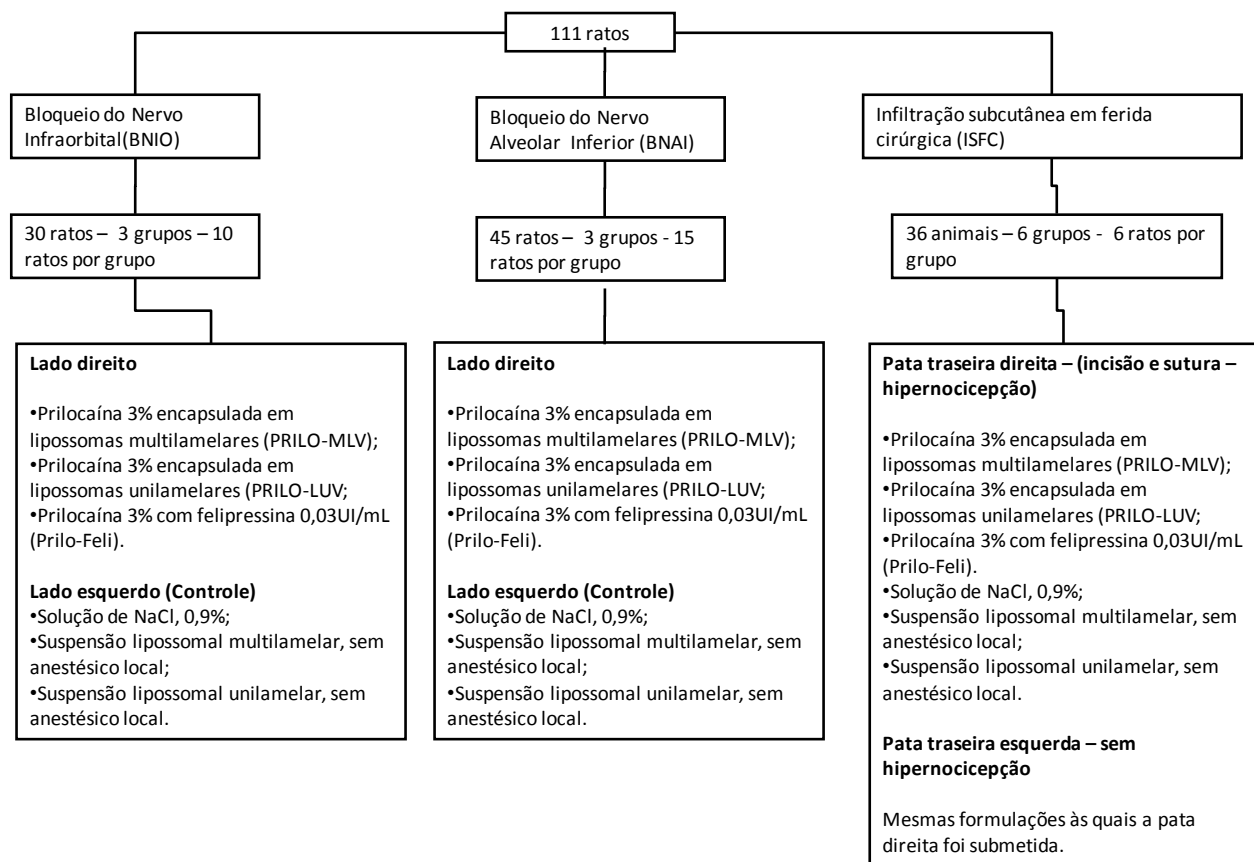 111 ratos
Bloqueio do Nervo
Infraorbital(BNIO)
Bloqueio do Nervo
Alveolar Inferior (BNAI)
Infiltração subcutânea em ferida
cirúrgica (ISFC)
30 ratos – 3 grupos – 10
ratos por grupo
45 ratos – 3 grupos - 15
ratos por grupo
36 animais – 6 grupos - 6 ratos por
grupo
Lado direito
•Prilocaína 3% encapsulada em
lipossomas multilamelares (PRILO-MLV);
•Prilocaína 3% encapsulada em
lipossomas unilamelares (PRILO-LUV;
•Prilocaína 3% com felipressina 0,03UI/mL
(Prilo-Feli).
Lado esquerdo (Controle)
•Solução de NaCl, 0,9%;
•Suspensão lipossomal multilamelar, sem
anestésico local;
•Suspensão lipossomal unilamelar, sem
anestésico local.
Lado direito
•Prilocaína 3% encapsulada em
lipossomas multilamelares (PRILO-MLV);
•Prilocaína 3% encapsulada em
lipossomas unilamelares (PRILO-LUV;
•Prilocaína 3% com felipressina 0,03UI/mL
(Prilo-Feli).
Lado esquerdo (Controle)
•Solução de NaCl, 0,9%;
•Suspensão lipossomal multilamelar, sem
anestésico local;
•Suspensão lipossomal unilamelar, sem
anestésico local.
Pata traseira direita – (incisão e sutura –
hipernocicepção)
•Prilocaína 3% encapsulada em
lipossomas multilamelares (PRILO-MLV);
•Prilocaína 3% encapsulada em
lipossomas unilamelares (PRILO-LUV;
•Prilocaína 3% com felipressina 0,03UI/mL
(Prilo-Feli).
•Solução de NaCl, 0,9%;
•Suspensão lipossomal multilamelar, sem
anestésico local;
•Suspensão lipossomal unilamelar, sem
anestésico local.
Pata traseira esquerda – sem
hipernocicepção
Mesmas formulações às quais a pata
direita foi submetida.